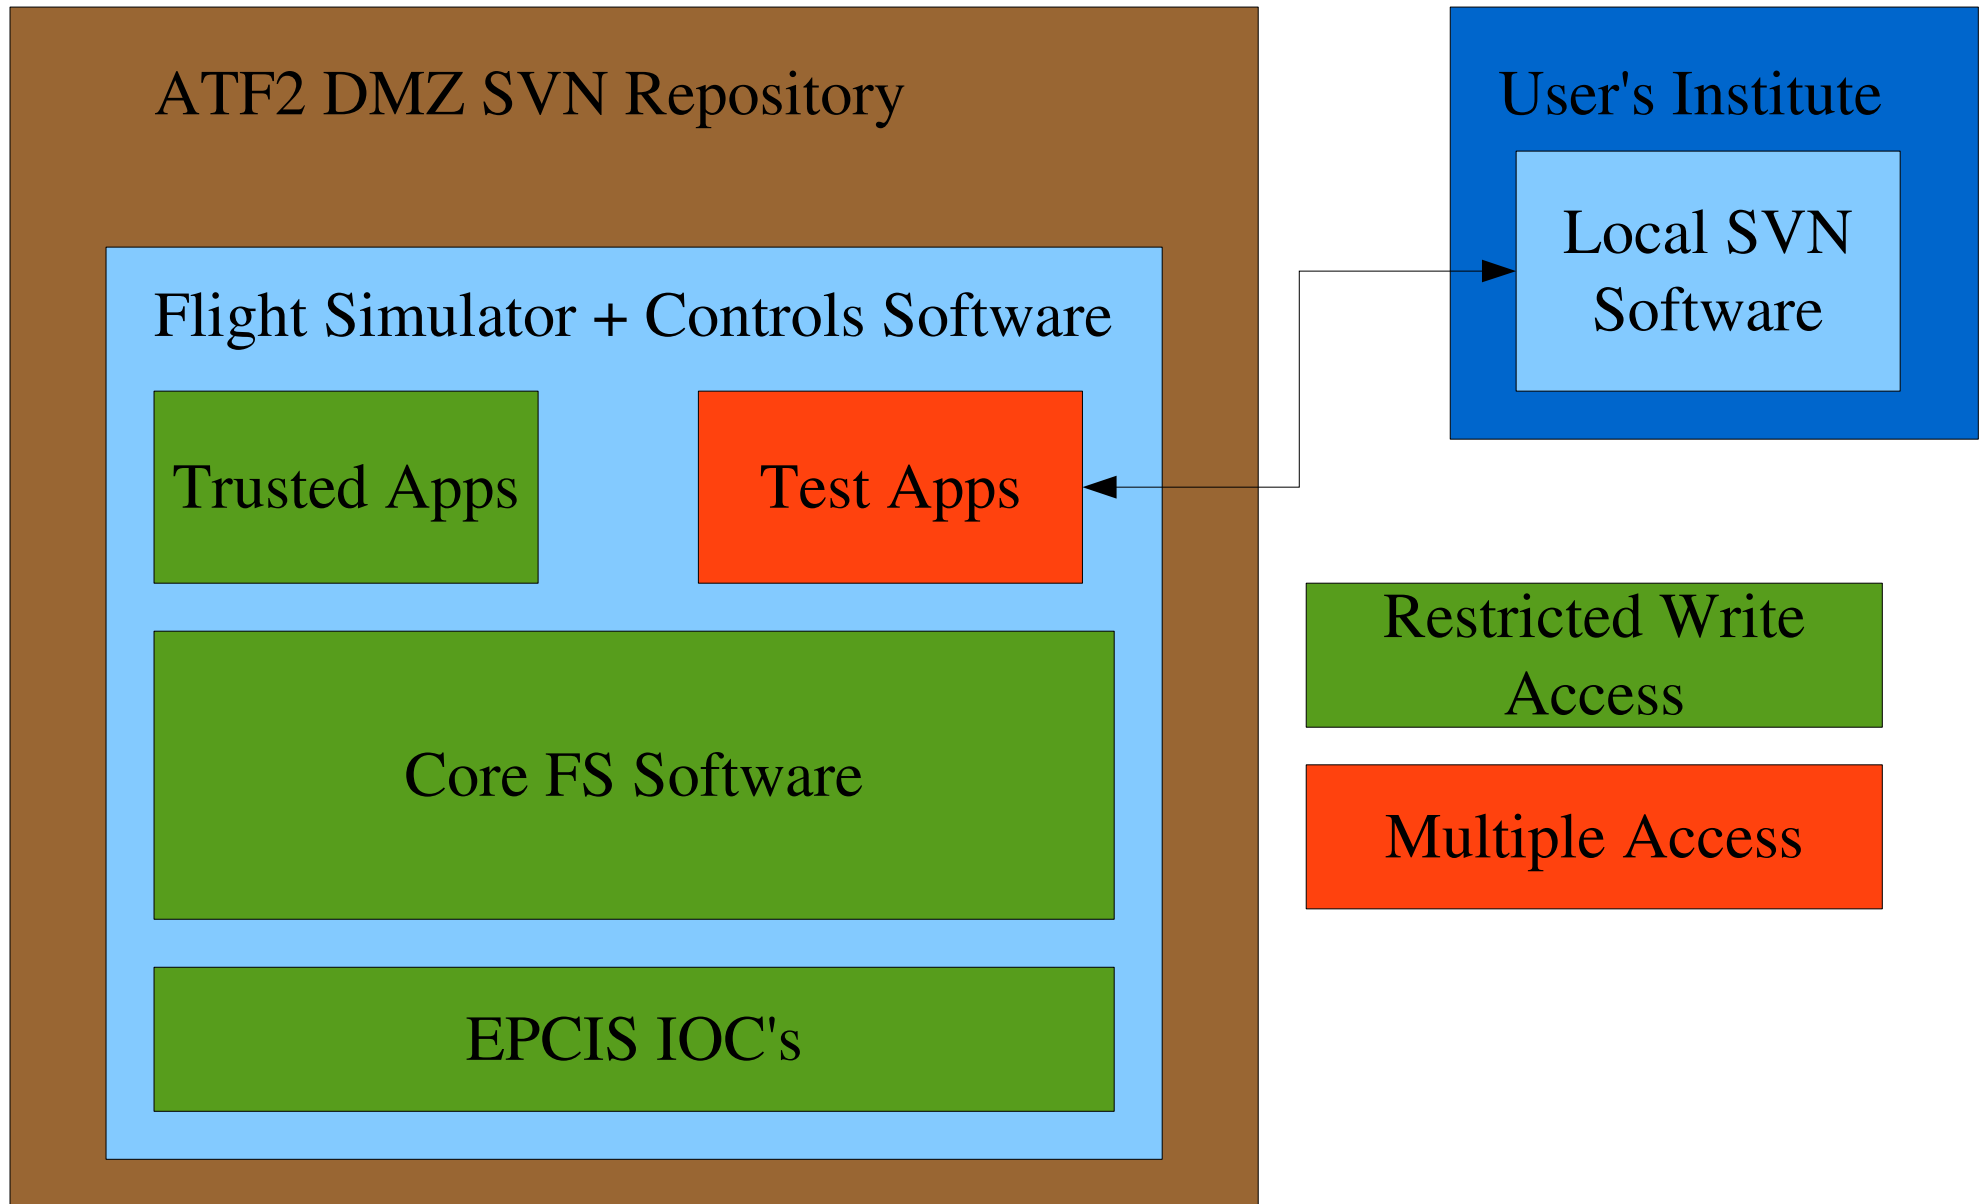 ATF2 DMZ SVN Repository
User's Institute
Local SVN
Software
Flight Simulator + Controls Software
Trusted Apps
Test Apps
Restricted Write
Access
Core FS Software
Multiple Access
EPCIS IOC's